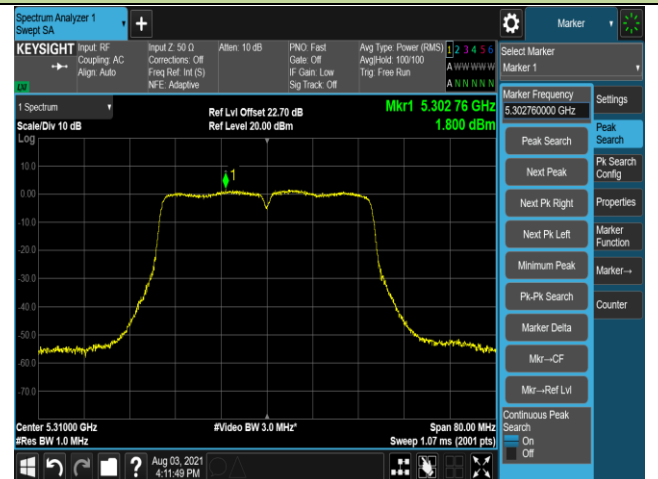 Spectrum Analyzer 1
Swept SA
+
Marker
KEYSIGHT
Input: RF
Coupling: AC
Align: Auto
Input Z: 50 Ω
Corrections: Off
Freq Ref: Int (S)
NFE: Adaptive
Atten: 10 dB
PNO: Fast
Gate: Off
IF Gain: Low
Sig Track: Off
Avg Type: Power (RMS)
Avg|Hold: 100/100
Trig: Free Run
1 2 3 4 5 6
A W W W W W
A N N N N N
LXI
Select Marker
Marker 1
1 Spectrum
Scale/Div 10 dB
Log
Ref Lvl Offset 22.70 dB
Ref Level 20.00 dBm
Mkr1 5.302 76 GHz
1.800 dBm
1
10.0
0.00
-10.0
-20.0
-30.0
-40.0
-50.0
-60.0
-70.0
Center 5.31000 GHz
#Res BW 1.0 MHz
#Video BW 3.0 MHz*
Span 80.00 MHz
Sweep 1.07 ms (2001 pts)
Marker Frequency
5.302760000 GHz
Peak Search
Next Peak
Next Pk Right
Next Pk Left
Minimum Peak
Pk-Pk Search
Marker Delta
Mkr→CF
Mkr→Ref Lvl
Continuous Peak
Search
On
Off
Settings
Peak
Search
Pk Search
Config
Properties
Marker
Function
Marker→
Counter
?
Aug 03, 2021
4:11:49 PM